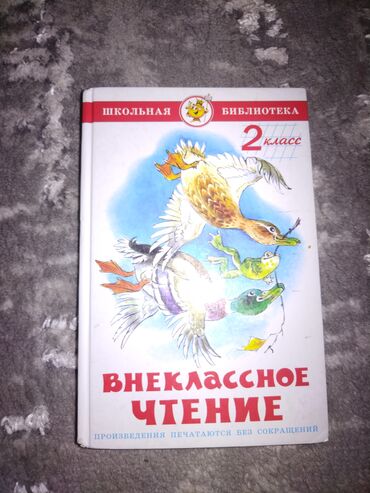 ШКОЛЬНАЯ БИБЛИОТЕКА
2 класс
ВНЕКЛАССНОЕ
ЧТЕНИЕ
ПРОИЗВЕДЕНИЯ ПЕЧАТАЮТСЯ БЕЗ СОКРАЩЕНИЙ